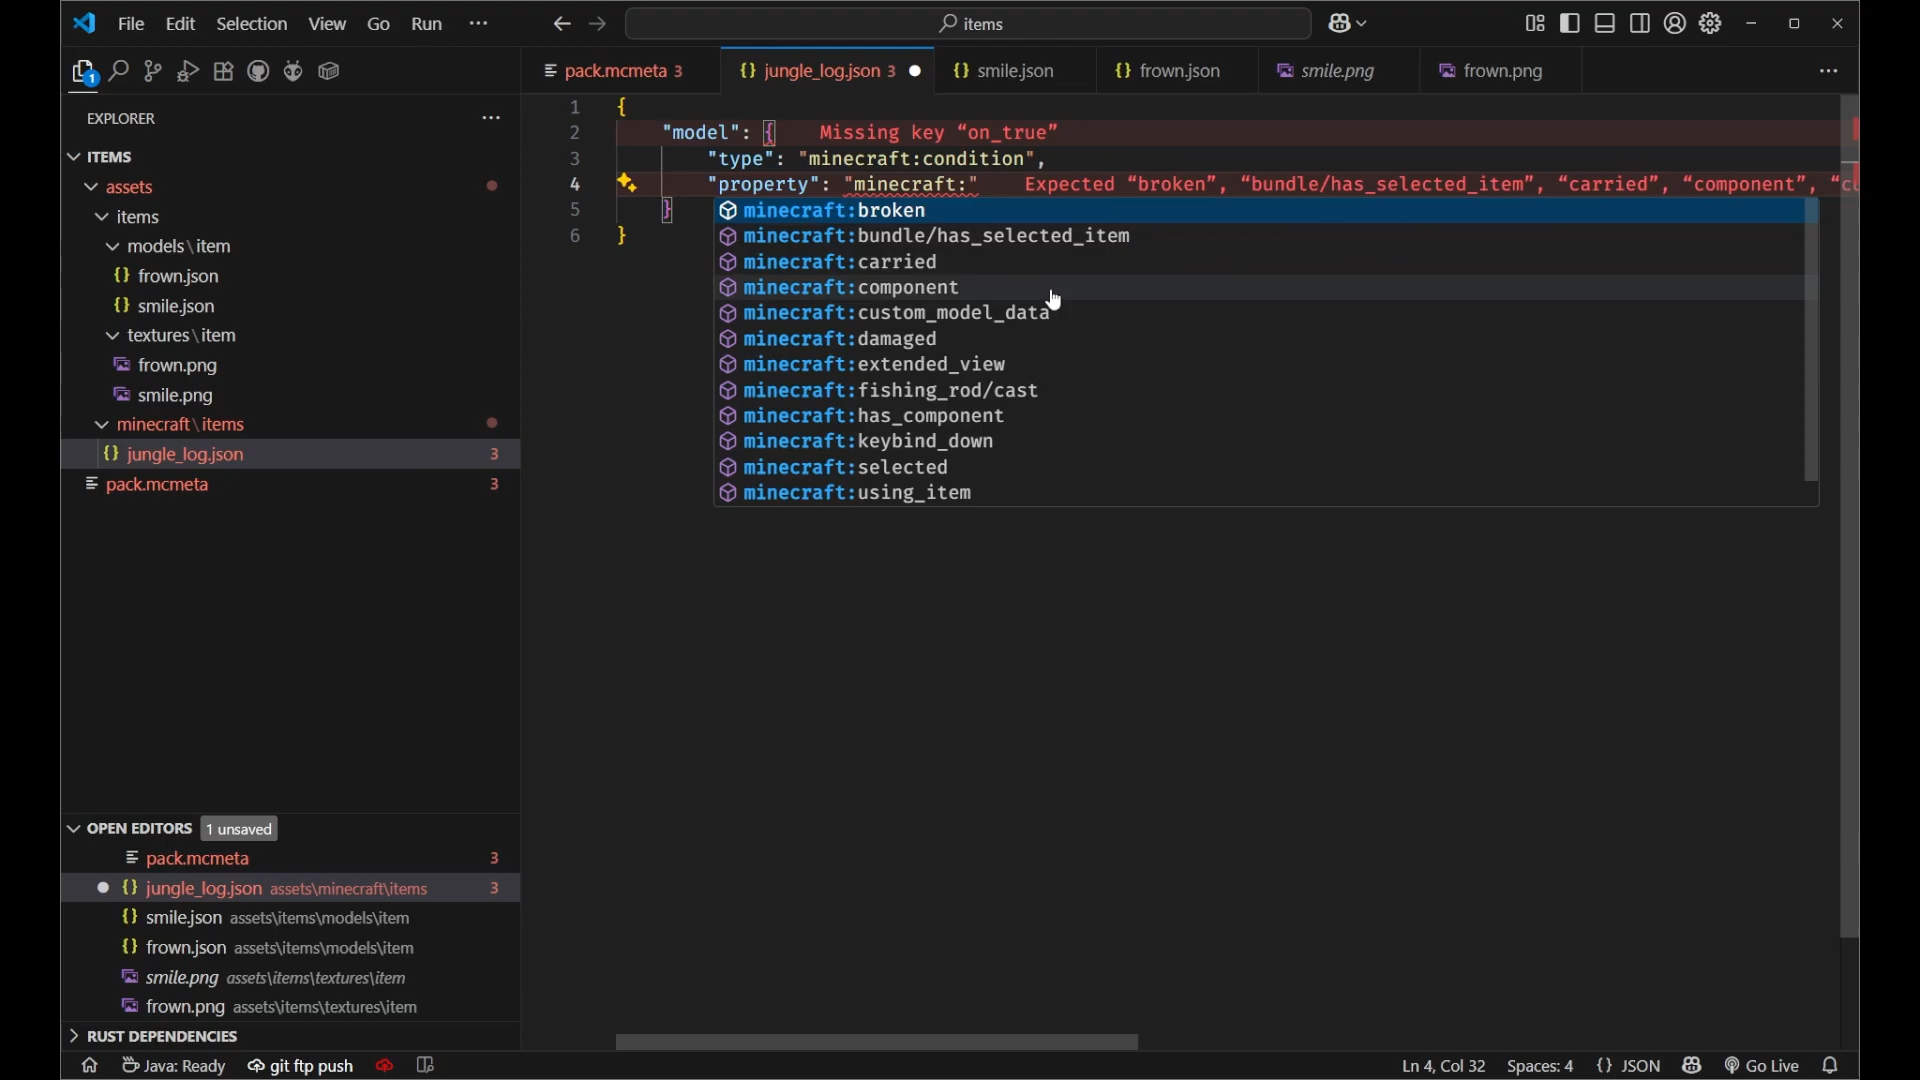 File Edit Selection View Go Run ··· items
1
EXPLORER ···
ITEMS
assets
items
models\item
{} frown.json
{} smile.json
textures\item
frown.png
smile.png
minecraft\items
{} jungle_log.json 3
pack.mcmeta 3
pack.mcmeta 3 {} jungle_log.json 3 {} smile.json {} frown.json smile.png frown.png ···
1 {
2 "model": { Missing key “on_true”
3 "type": "minecraft:condition",
4 "property": "minecraft:" Expected “broken”, “bundle/has_selected_item”, “carried”, “component”, “cu
5 }
6 }
minecraft:broken
minecraft:bundle/has_selected_item
minecraft:carried
minecraft:component
minecraft:custom_model_data
minecraft:damaged
minecraft:extended_view
minecraft:fishing_rod/cast
minecraft:has_component
minecraft:keybind_down
minecraft:selected
minecraft:using_item
OPEN EDITORS 1 unsaved
pack.mcmeta 3
{} jungle_log.json assets\minecraft\items 3
{} smile.json assets\items\models\item
{} frown.json assets\items\models\item
smile.png assets\items\textures\item
frown.png assets\items\textures\item
RUST DEPENDENCIES
Java: Ready git ftp push Ln 4, Col 32 Spaces: 4 {} JSON Go Live